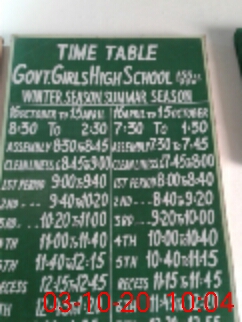 TIME TABLE
GOVT. GIRLS HIGH SCHOOL
WINTER SEASON SUMMAR SEASON
16 OCTOBER TO 15 APRIL 16 APRIL TO 15 OCTOBER
8:30 TO 2:30 7:30 TO 1:30
ASSEMBLY 8:30 TO 8:45 ASSEMBLY 7:30 TO 7:45
CLEANLINESS 8:45 TO 9:00 CLEANLINESS 7:45 TO 8:00
1ST PERIOD 9:00 TO 9:40 1ST PERIOD 8:00 TO 8:40
2ND 9:40 TO 10:20 2ND 8:40 TO 9:20
3RD 10:20 TO 11:00 3RD 9:20 TO 10:00
4TH 11:00 TO 11:40 4TH 10:00 TO 10:40
5TH 11:40 TO 12:15 5TH 10:40 TO 11:15
RECESS 12:15 TO 12:45 RECESS 11:15 TO 11:45
03-10-20 10:04